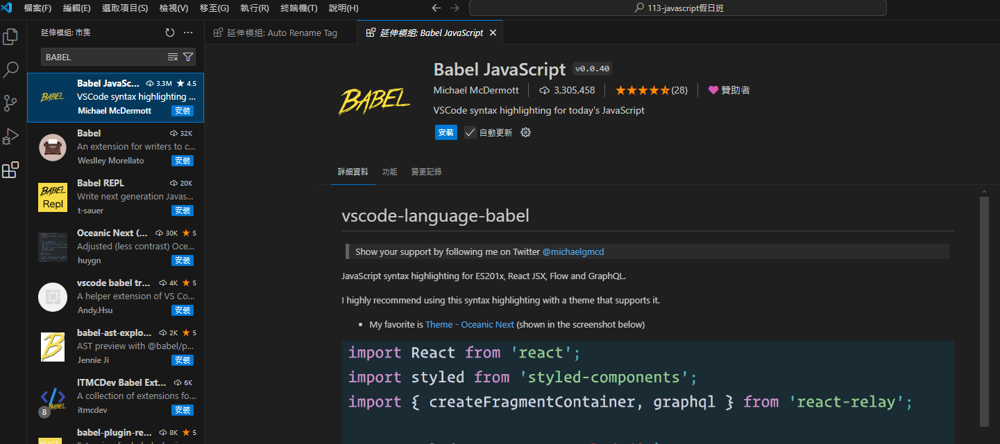 檔案(F) 編輯(E) 選取項目(S) 檢視(V) 移至(G) 執行(R) 終端機(T) 說明(H) 113-javascript假日班
延伸模組: 市集
BABEL
BABEL
Babel JavaSc... 3.3M 4.5
VSCode syntax highlighting ...
Michael McDermott 安裝
Babel 32K
An extension for writers to c...
Weslley Morellato 安裝
BABEL
Repl
Babel REPL 20K
Write next generation Javas...
t-sauer 安裝
Oceanic Next (... 30K 5
Adjusted (less contrast) Oce...
huygn 安裝
vscode babel tr... 4K 5
A helper extension of VS Co...
Andy.Hsu 安裝
B
babel-ast-explo... 2K 5
AST preview with @babel/p...
Jennie Ji 安裝
</>
BABEL
ITMCDev Babel Ext... 6K
A collection of extensions fo...
itmcdev 安裝
8
babel-plugin-re... 8K 5
延伸模組: Auto Rename Tag
延伸模組: Babel JavaScript
BABEL
Babel JavaScript v0.0.40
Michael McDermott 3,305,458 (28) 贊助者
VSCode syntax highlighting for today's JavaScript
安裝 自動更新
詳細資料 功能 變更記錄
vscode-language-babel
Show your support by following me on Twitter @michaelgmcd
JavaScript syntax highlighting for ES201x, React JSX, Flow and GraphQL.
I highly recommend using this syntax highlighting with a theme that supports it.
• My favorite is Theme - Oceanic Next (shown in the screenshot below)
import React from 'react';
import styled from 'styled-components';
import { createFragmentContainer, graphql } from 'react-relay';